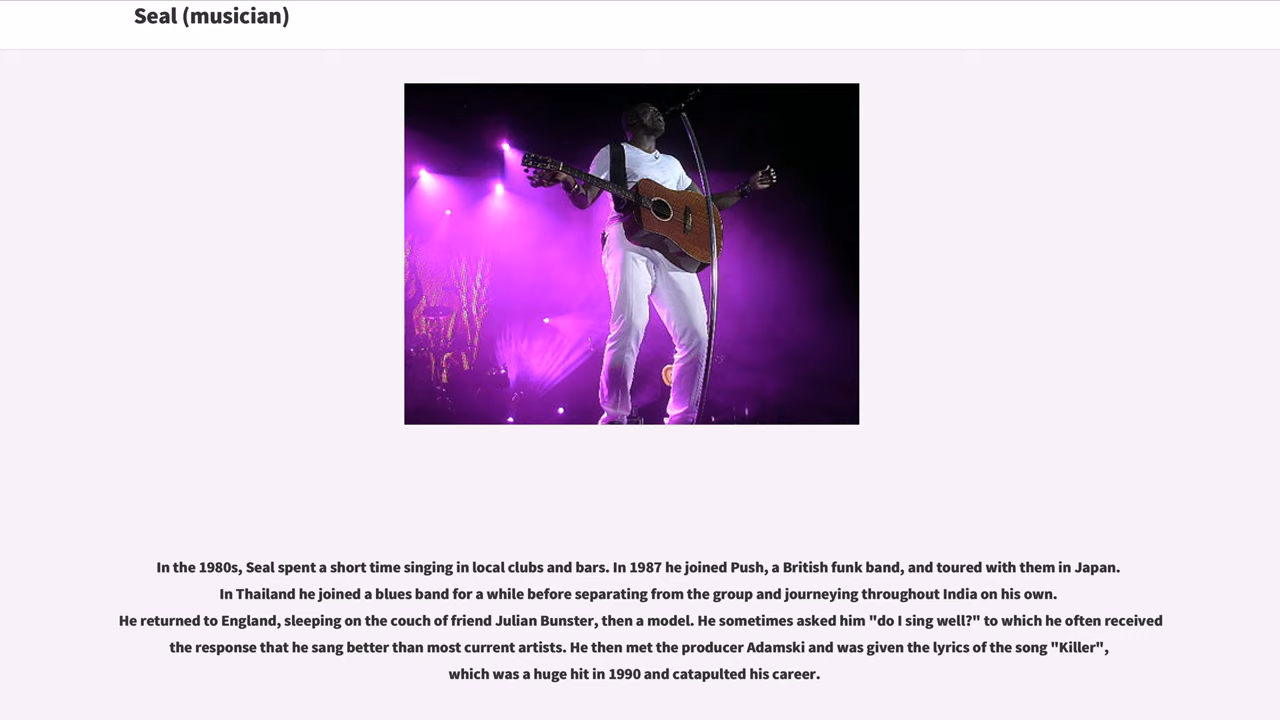 Seal (musician)
In the 1980s, Seal spent a short time singing in local clubs and bars. In 1987 he joined Push, a British funk band, and toured with them in Japan.
In Thailand he joined a blues band for a while before separating from the group and journeying throughout India on his own.
He returned to England, sleeping on the couch of friend Julian Bunster, then a model. He sometimes asked him "do I sing well?" to which he often received
the response that he sang better than most current artists. He then met the producer Adamski and was given the lyrics of the song "Killer",
which was a huge hit in 1990 and catapulted his career.